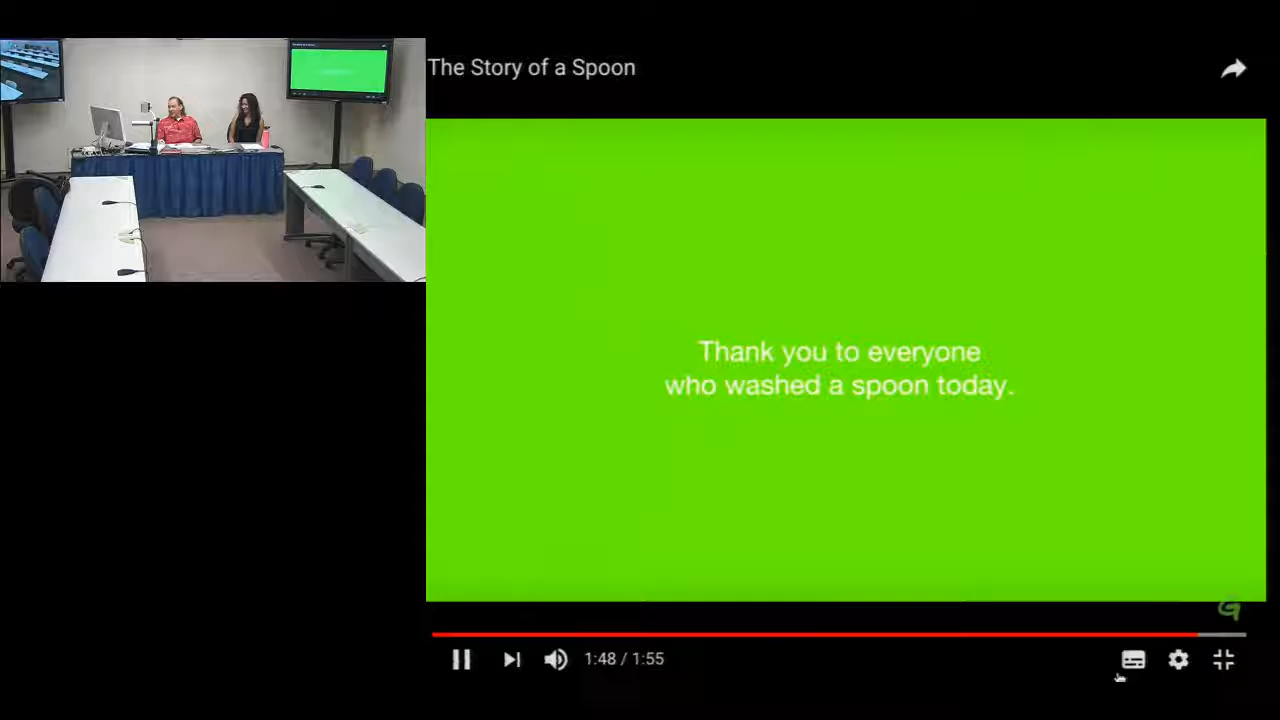 The Story of a Spoon
Thank you to everyone
who washed a spoon today.
1:48 / 1:55